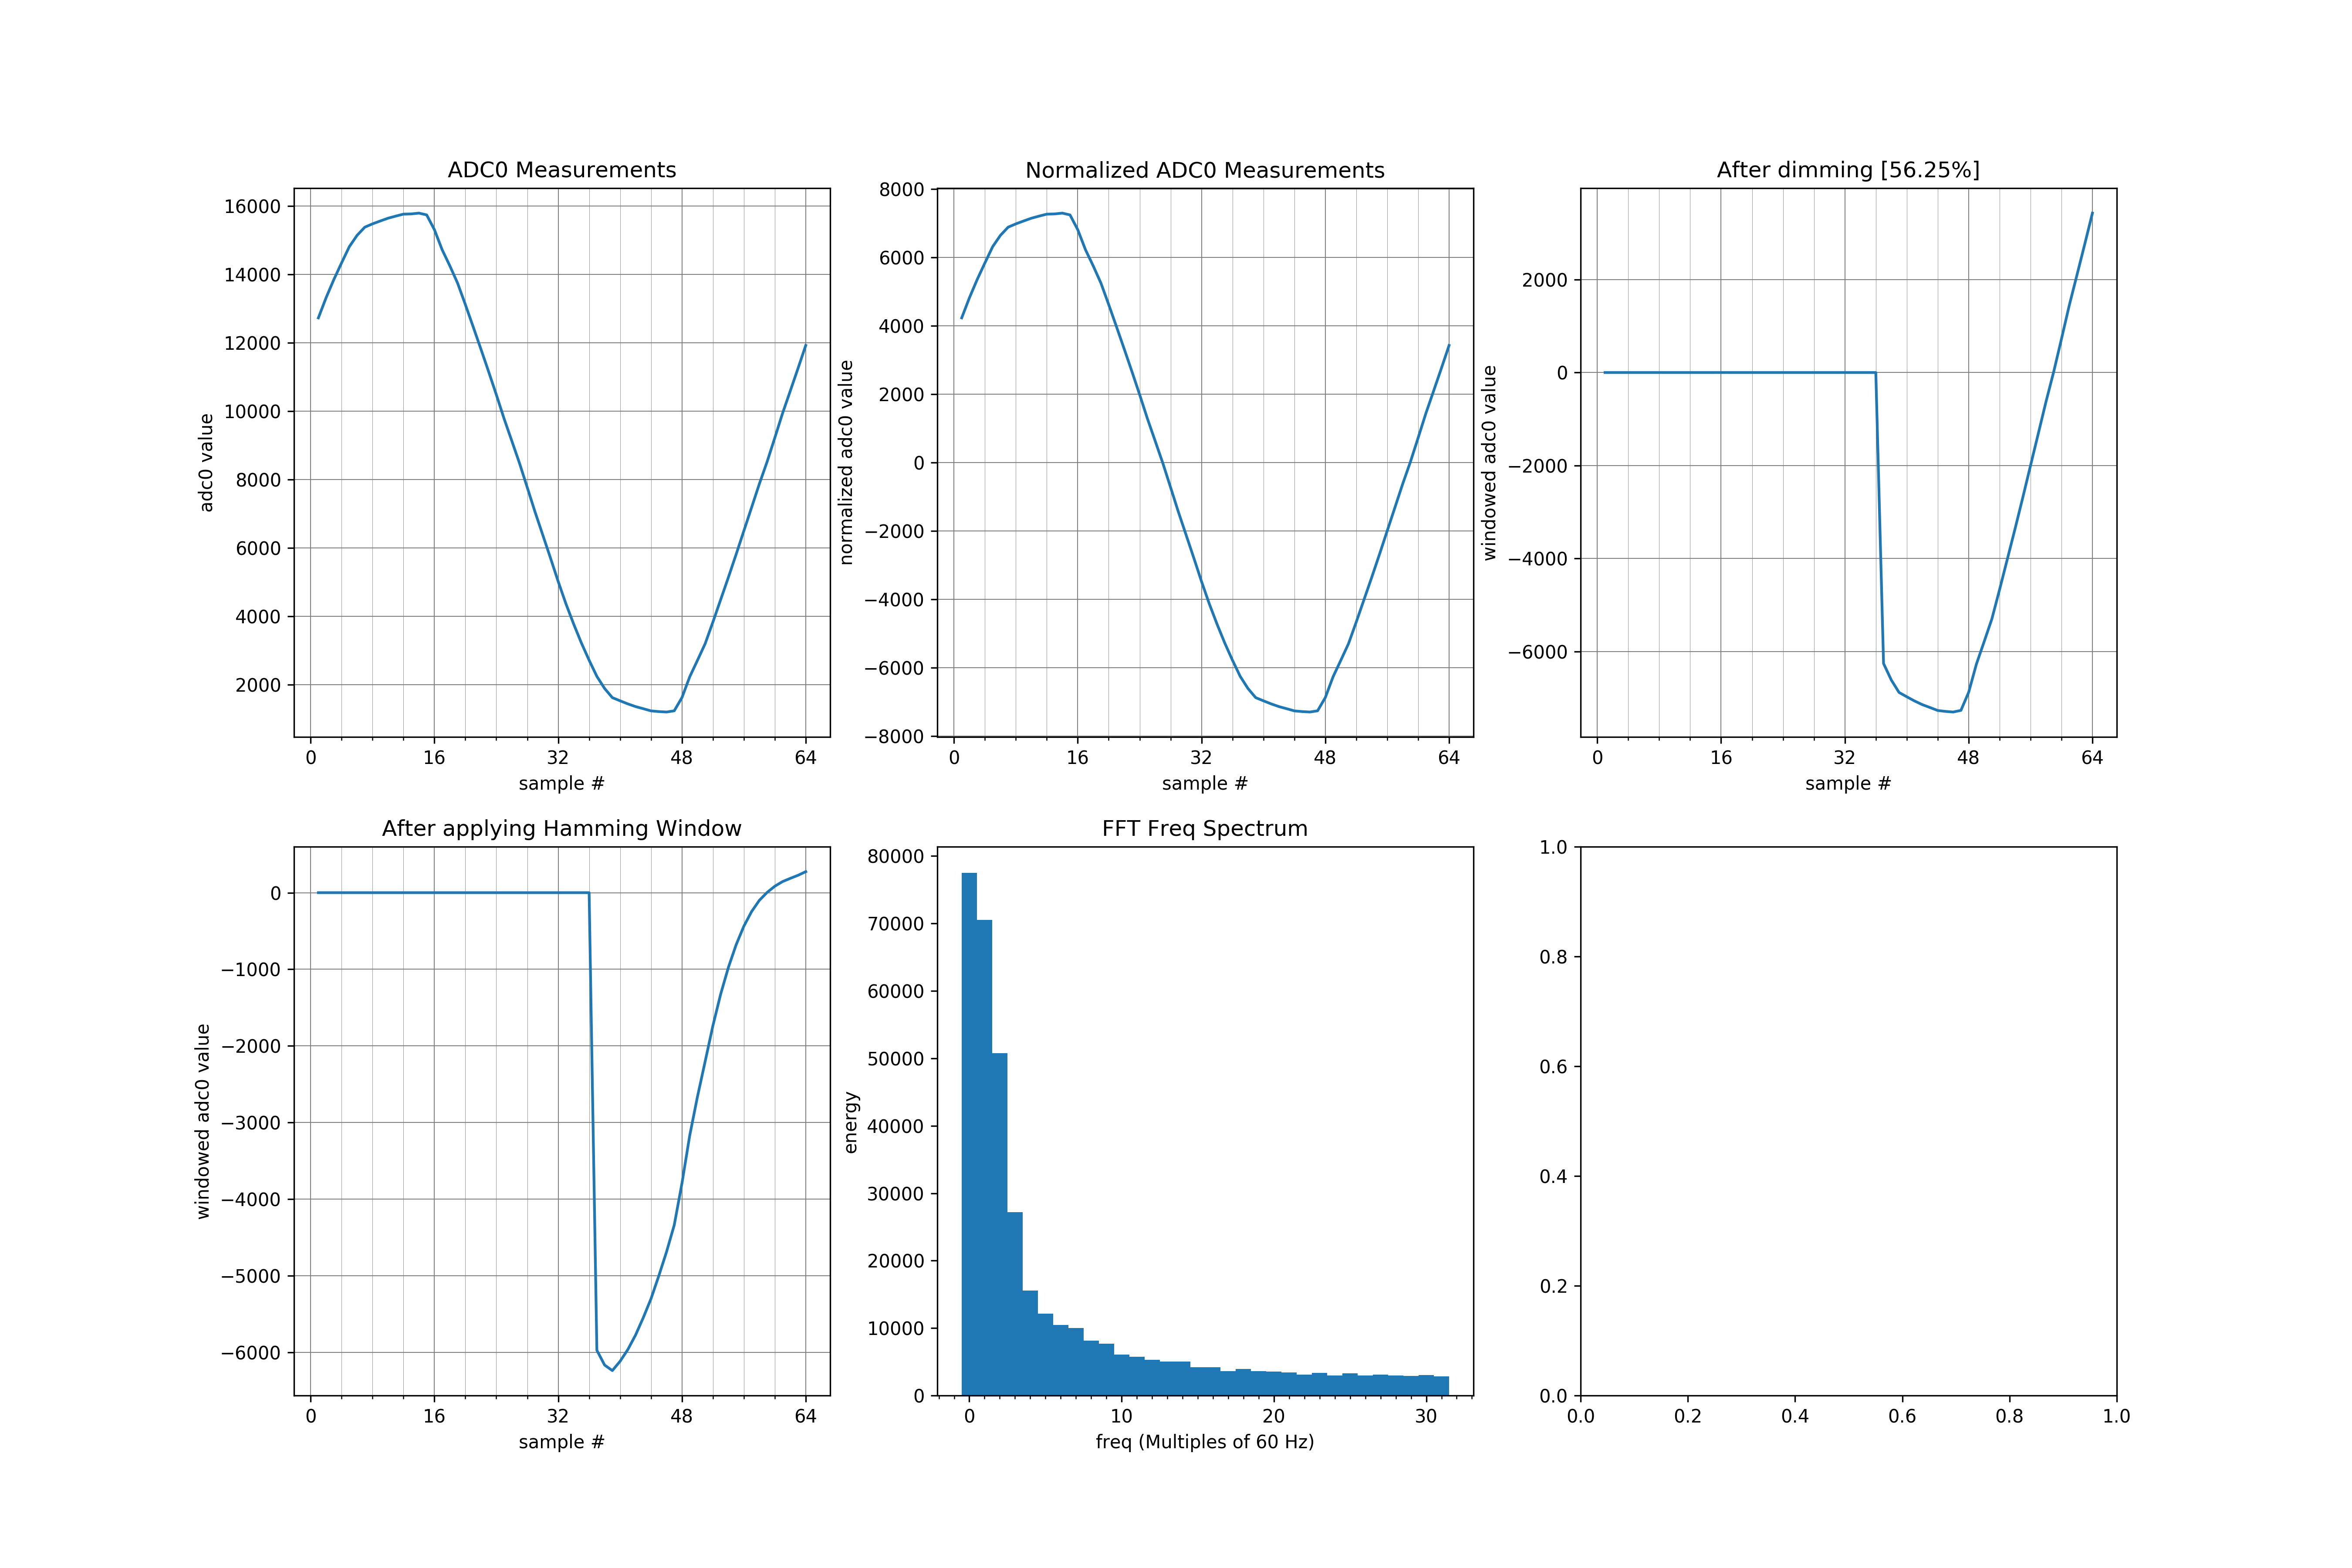 ADC0 Measurements
16000
14000
12000
10000
8000
6000
4000
2000
adc0 value
0 16 32 48 64
sample #
Normalized ADC0 Measurements
8000
6000
4000
2000
0
−2000
−4000
−6000
−8000
normalized adc0 value
0 16 32 48 64
sample #
After dimming [56.25%]
2000
0
−2000
−4000
−6000
windowed adc0 value
0 16 32 48 64
sample #
After applying Hamming Window
0
−1000
−2000
−3000
−4000
−5000
−6000
windowed adc0 value
0 16 32 48 64
sample #
FFT Freq Spectrum
80000
70000
60000
50000
40000
30000
20000
10000
0
energy
0 10 20 30
freq (Multiples of 60 Hz)
1.0
0.8
0.6
0.4
0.2
0.0
0.0 0.2 0.4 0.6 0.8 1.0